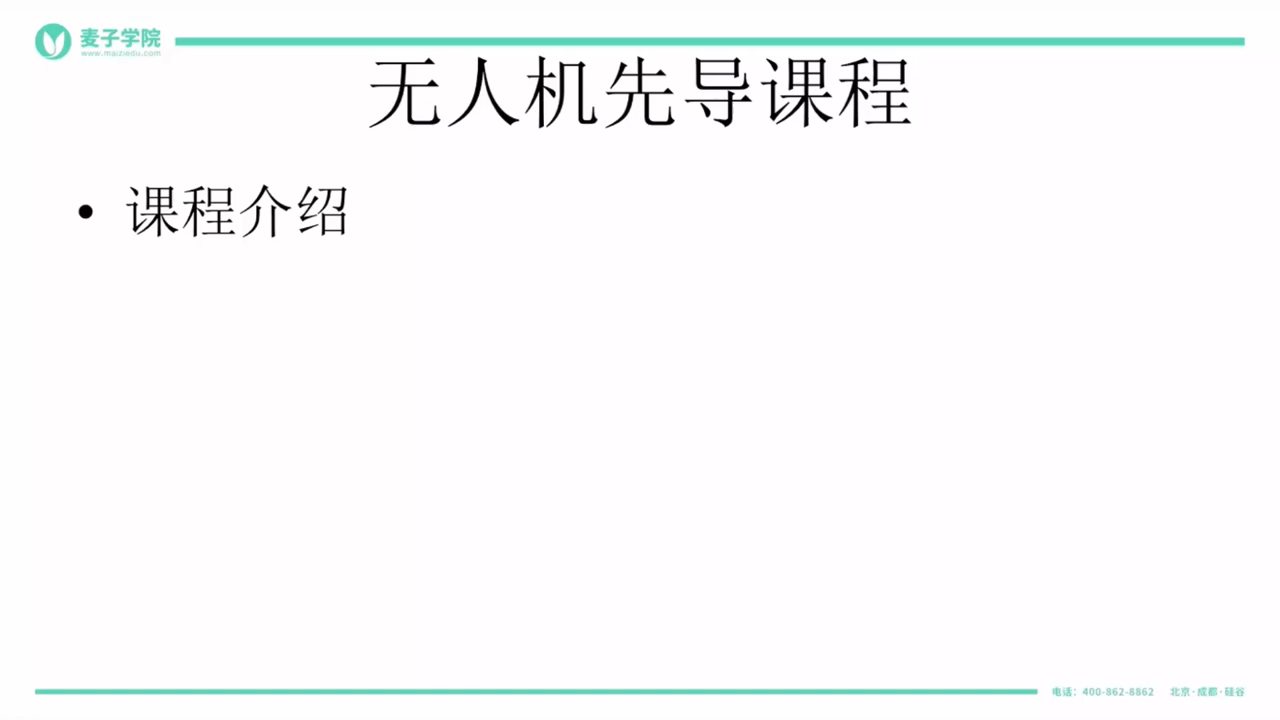 麦子学院
www.maiziedu.com
无人机先导课程
• 课程介绍
电话：400-862-8862 北京·成都·硅谷